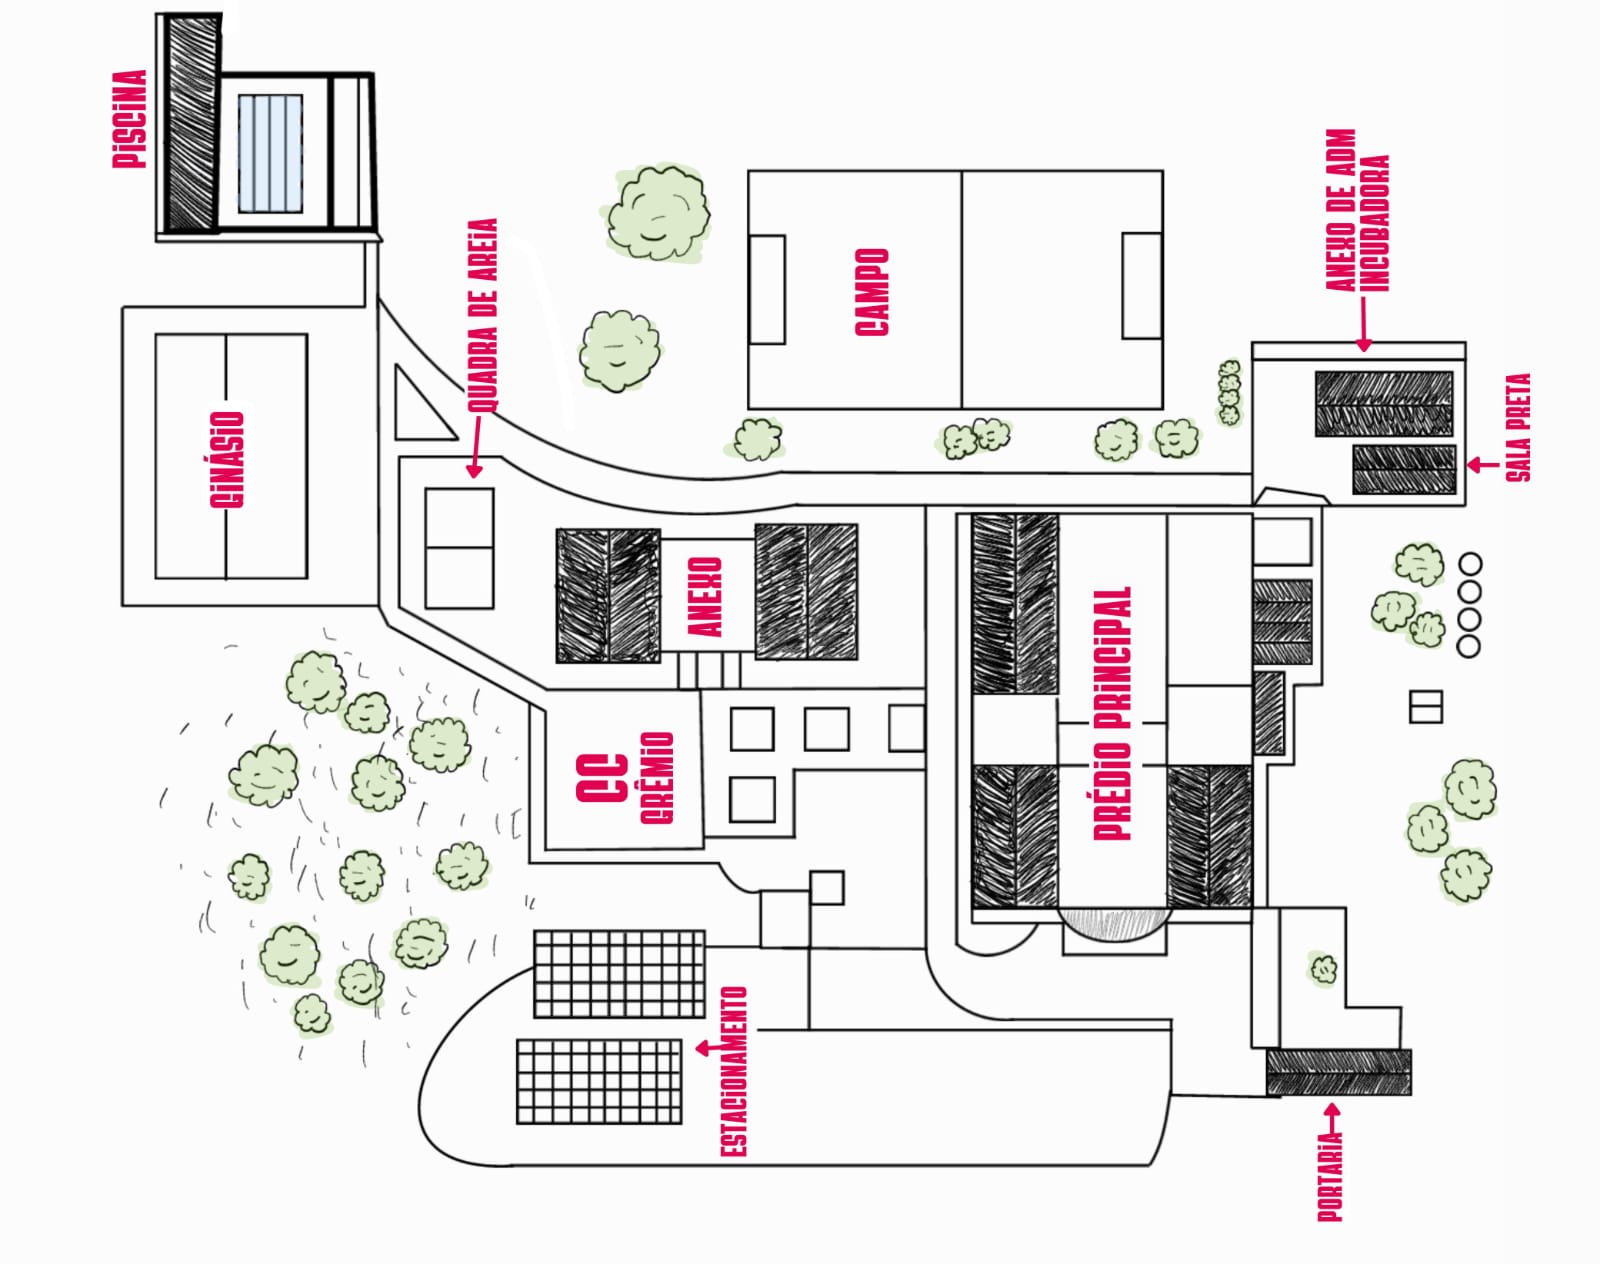 PISCINA
QUADRA DE AREIA
CAMPO
ANEXO DE ADM
INCUBADORA
SALA PRETA
GINÁSIO
ANEXO
PRÉDIO PRINCIPAL
CC
GRÊMIO
ESTACIONAMENTO
PORTARIA